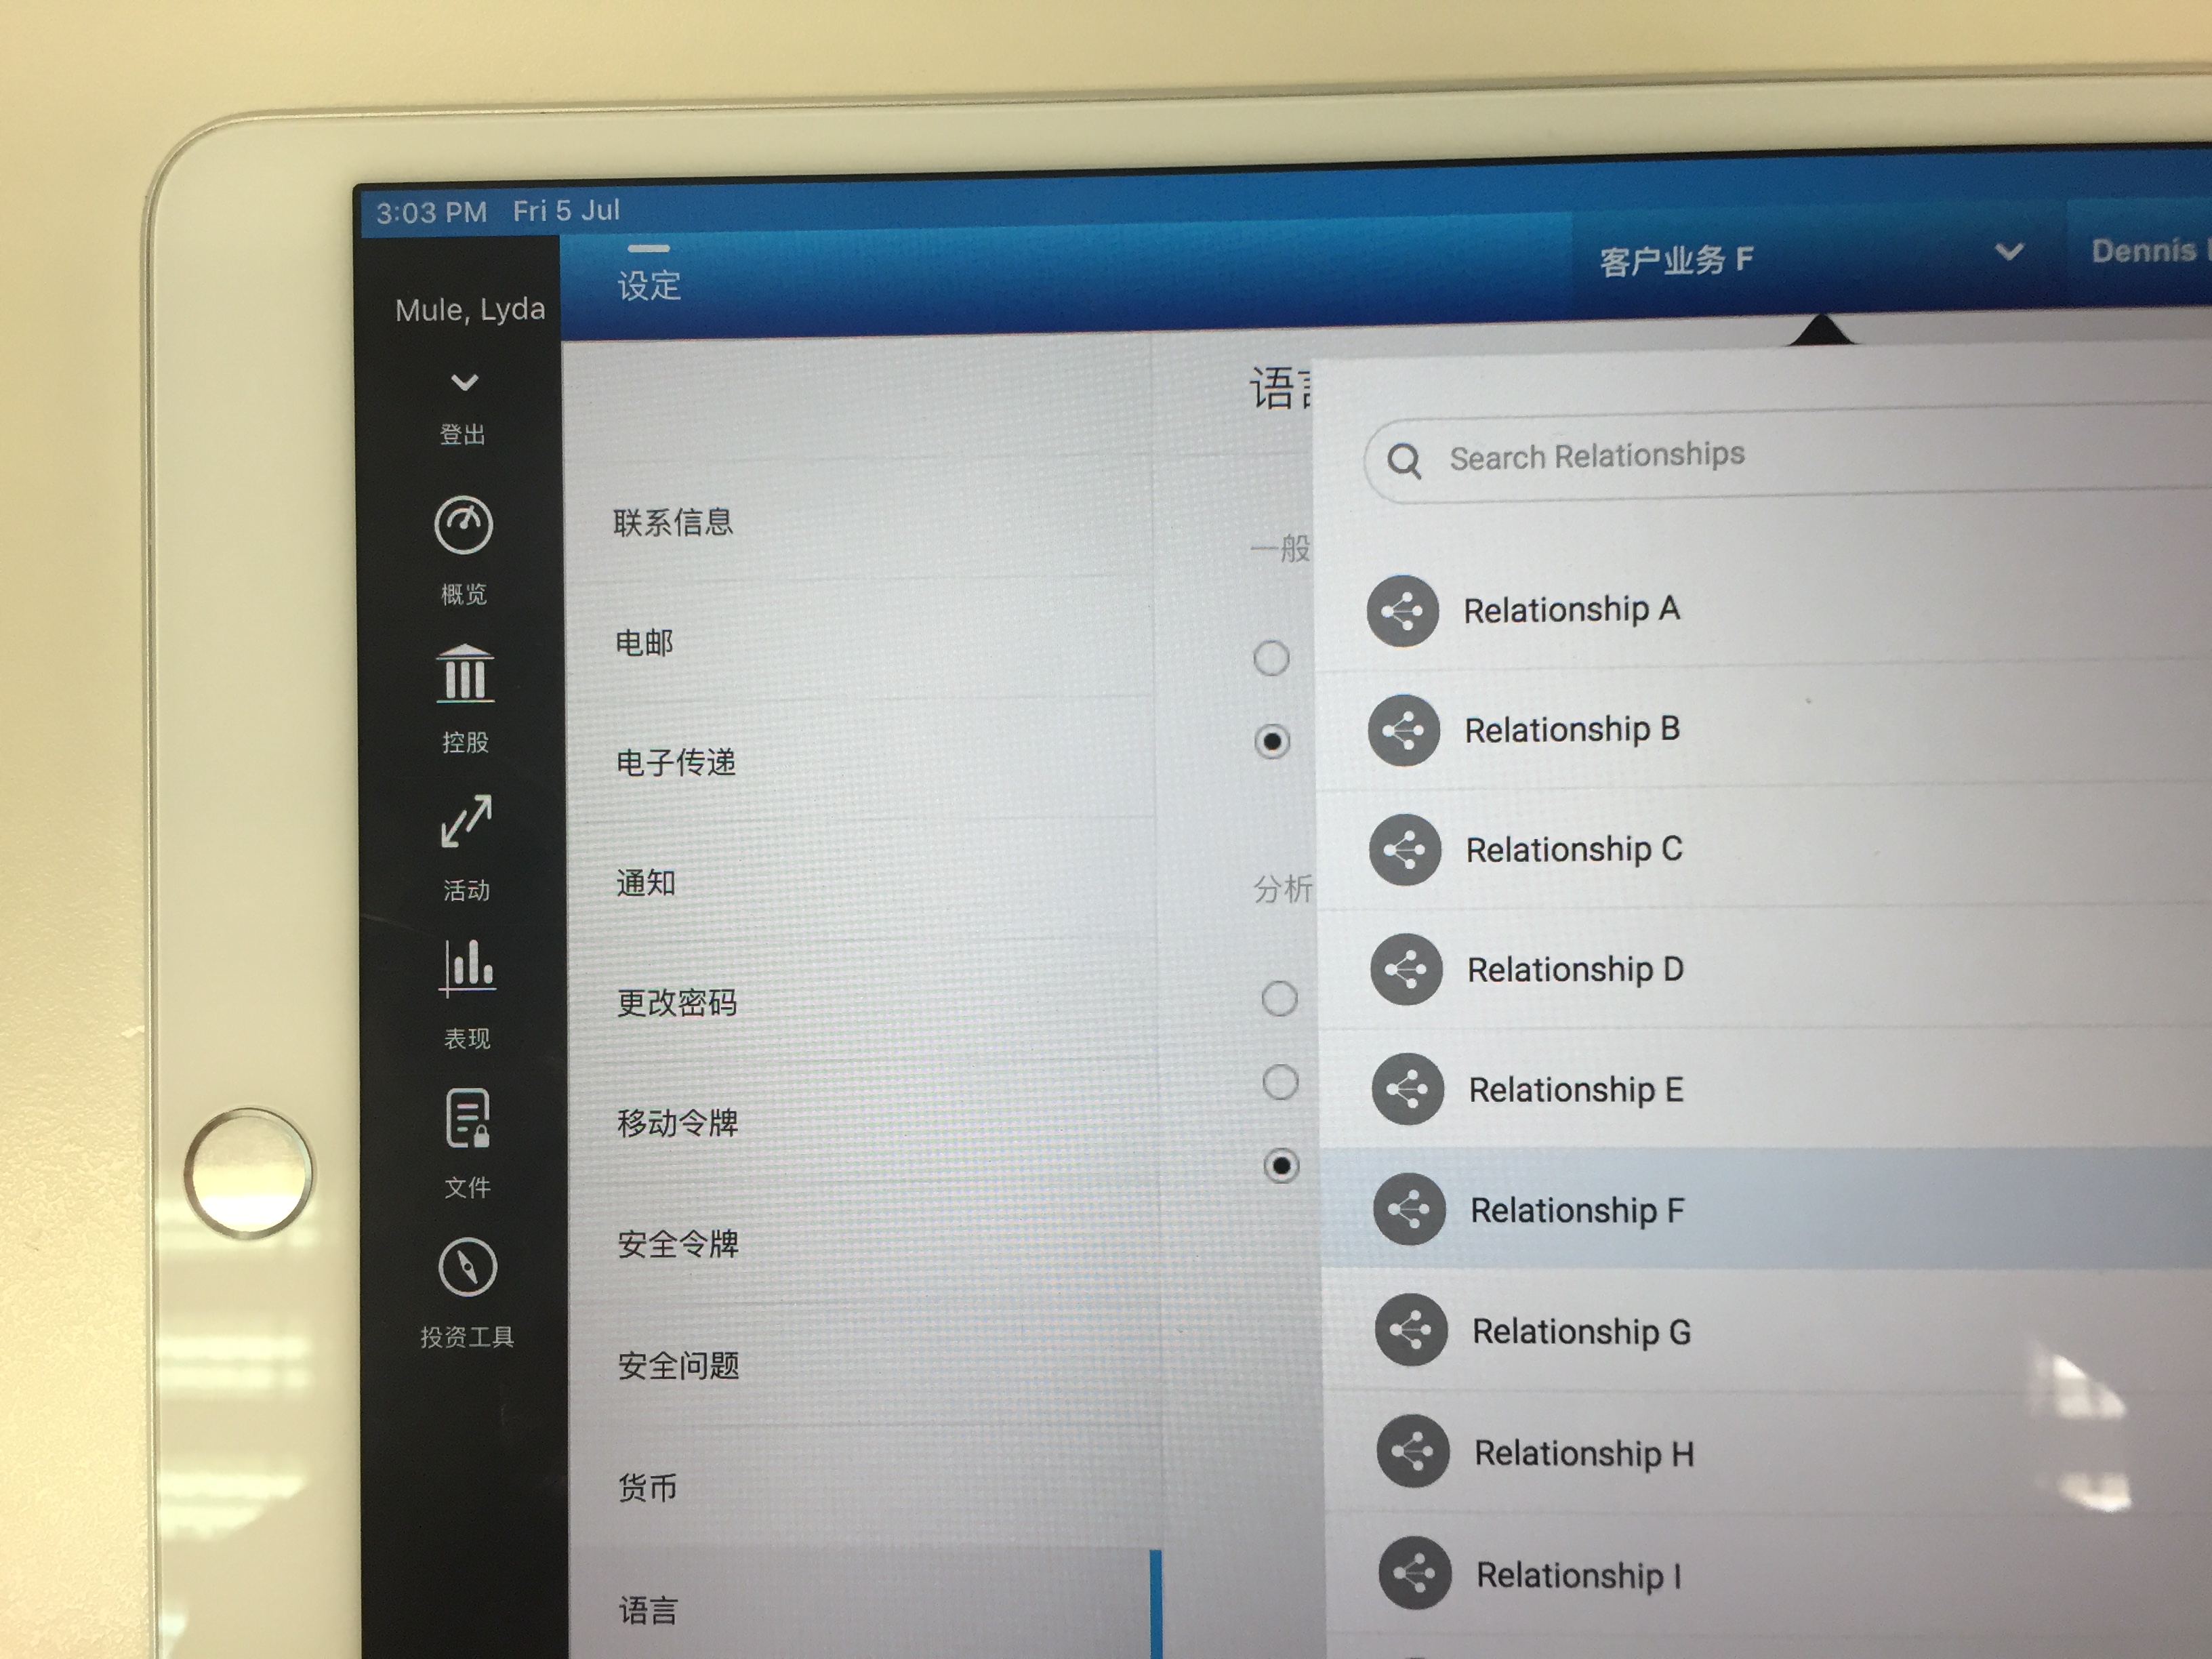 3:03 PM Fri 5 Jul
Mule, Lyda
登出
概览
控股
活动
表现
文件
投资工具
设定
客户业务 F
Dennis
联系信息
电邮
电子传递
通知
更改密码
移动令牌
安全令牌
安全问题
货币
语言
一般
分析
Search Relationships
Relationship A
Relationship B
Relationship C
Relationship D
Relationship E
Relationship F
Relationship G
Relationship H
Relationship I